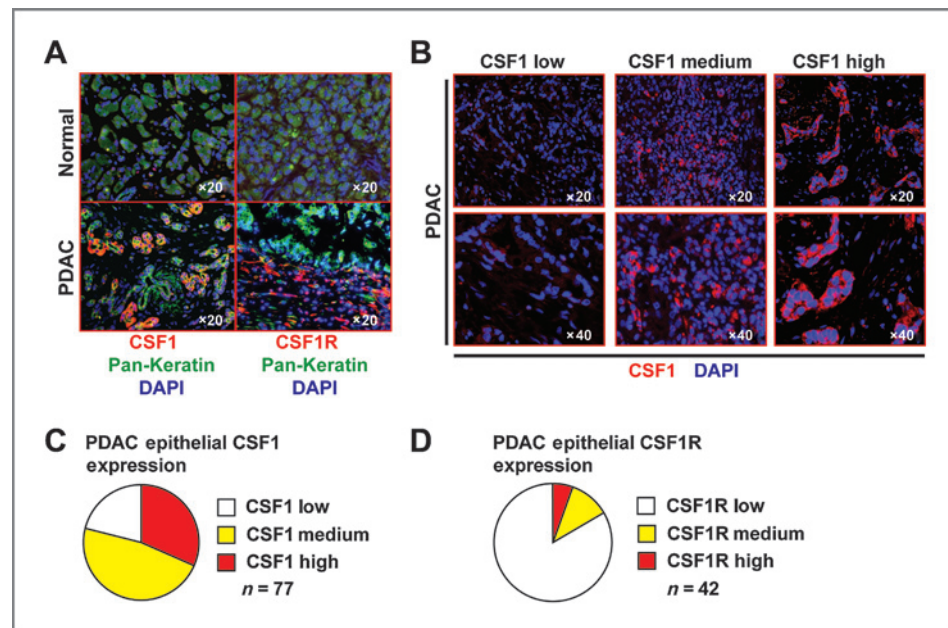 A
Normal
×20
×20
PDAC
×20
×20
CSF1
CSF1R
Pan-Keratin
Pan-Keratin
DAPI
DAPI
B
CSF1 low
CSF1 medium
CSF1 high
PDAC
×20
×20
×20
×40
×40
×40
CSF1 DAPI
C
PDAC epithelial CSF1
expression
CSF1 low
CSF1 medium
CSF1 high
n = 77
D
PDAC epithelial CSF1R
expression
CSF1R low
CSF1R medium
CSF1R high
n = 42